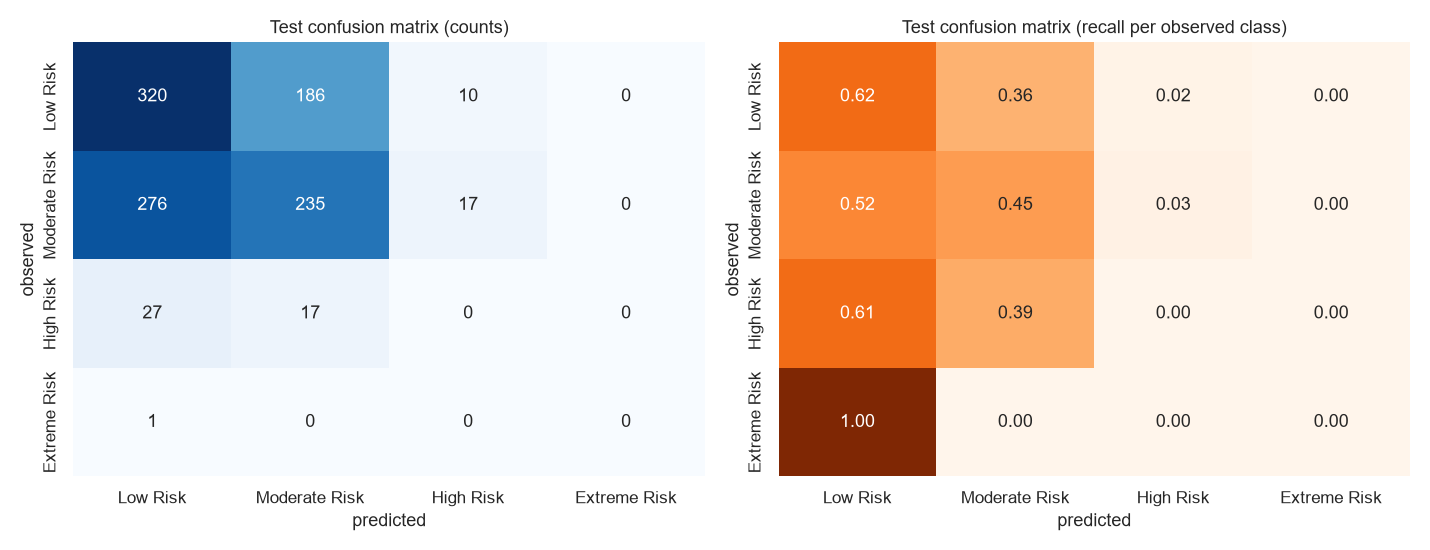 Test confusion matrix (counts)
observed
Low Risk
320 186 10 0
Moderate Risk
276 235 17 0
High Risk
27 17 0 0
Extreme Risk
1 0 0 0
Low Risk Moderate Risk High Risk Extreme Risk
predicted
Test confusion matrix (recall per observed class)
observed
Low Risk
0.62 0.36 0.02 0.00
Moderate Risk
0.52 0.45 0.03 0.00
High Risk
0.61 0.39 0.00 0.00
Extreme Risk
1.00 0.00 0.00 0.00
Low Risk Moderate Risk High Risk Extreme Risk
predicted